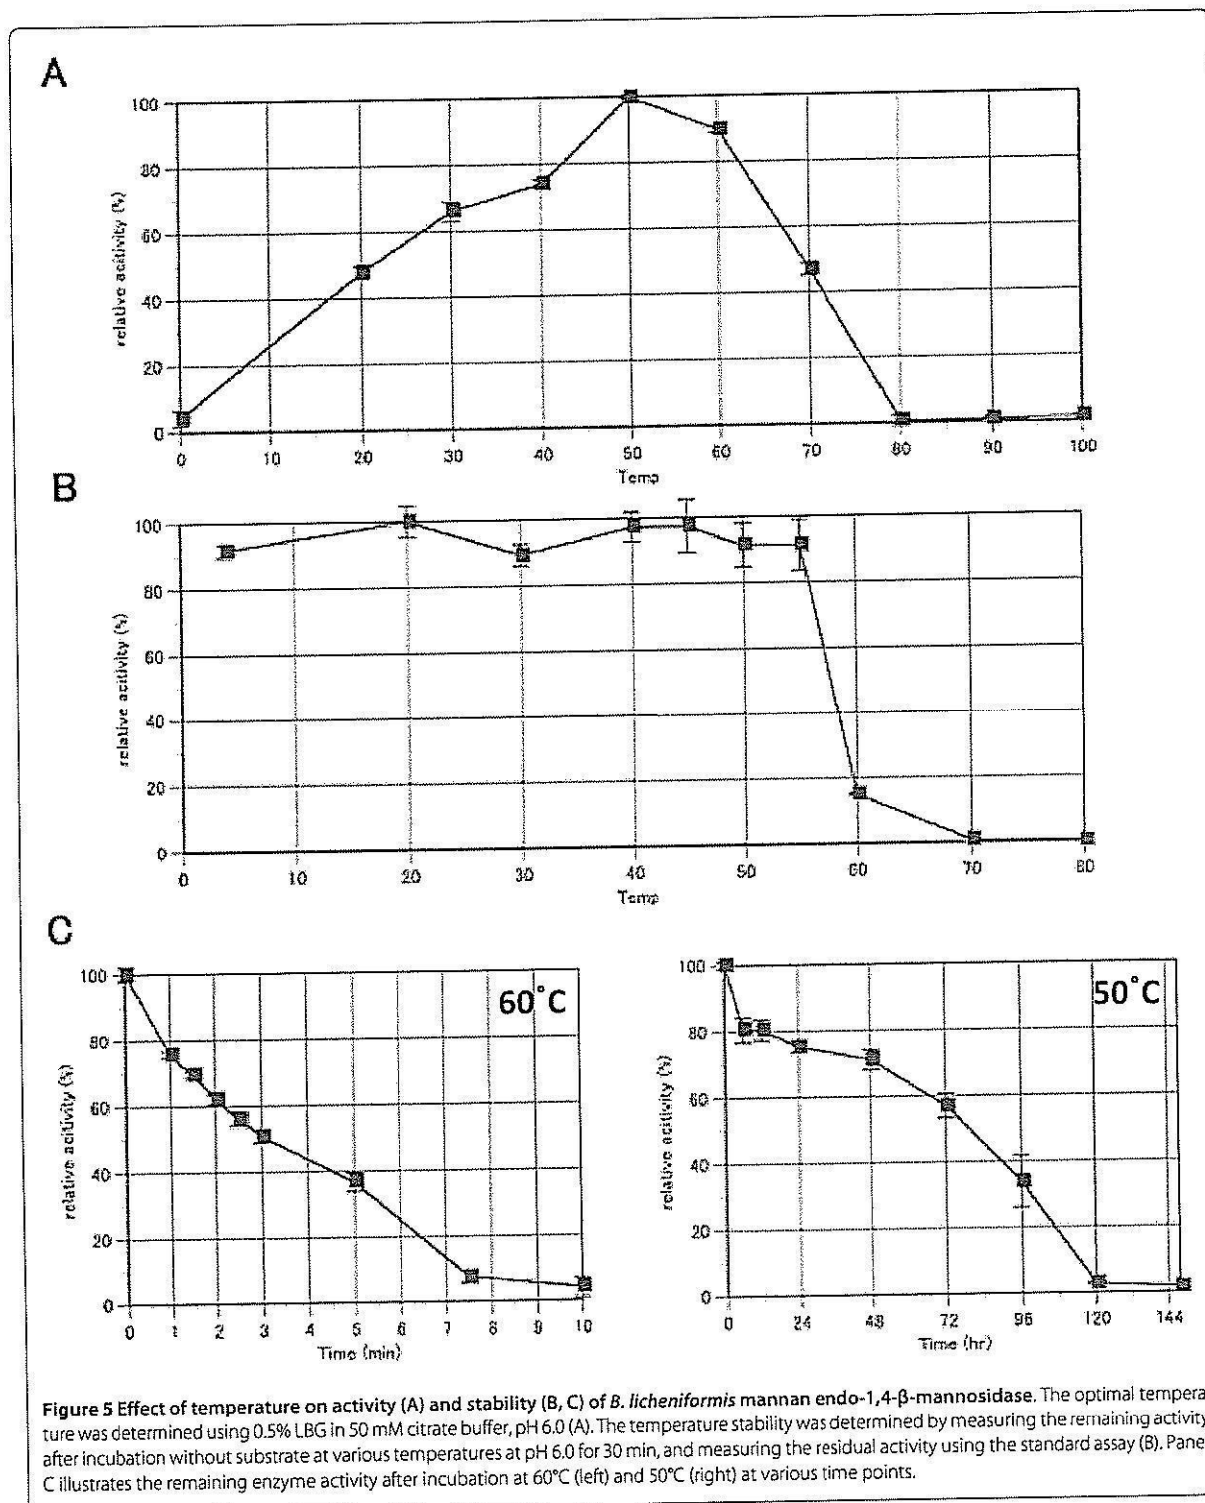 A
100
80
60
40
20
0
relative acitivity (%)
0 10 20 30 40 50 60 70 80 90 100
Temp
B
100
80
60
40
20
0
relative acitivity (%)
0 10 20 30 40 50 60 70 80
Temp
C
100
80
60
40
20
0
relative acitivity (%)
60°C
0 1 2 3 4 5 6 7 8 9 10
Time (min)
100
80
60
40
20
0
relative acitivity (%)
50°C
0 24 48 72 96 120 144
Time (hr)
Figure 5 Effect of temperature on activity (A) and stability (B, C) of B. licheniformis mannan endo-1,4-β-mannosidase. The optimal tempera-
ture was determined using 0.5% LBG in 50 mM citrate buffer, pH 6.0 (A). The temperature stability was determined by measuring the remaining activity
after incubation without substrate at various temperatures at pH 6.0 for 30 min, and measuring the residual activity using the standard assay (B). Pane
C illustrates the remaining enzyme activity after incubation at 60°C (left) and 50°C (right) at various time points.